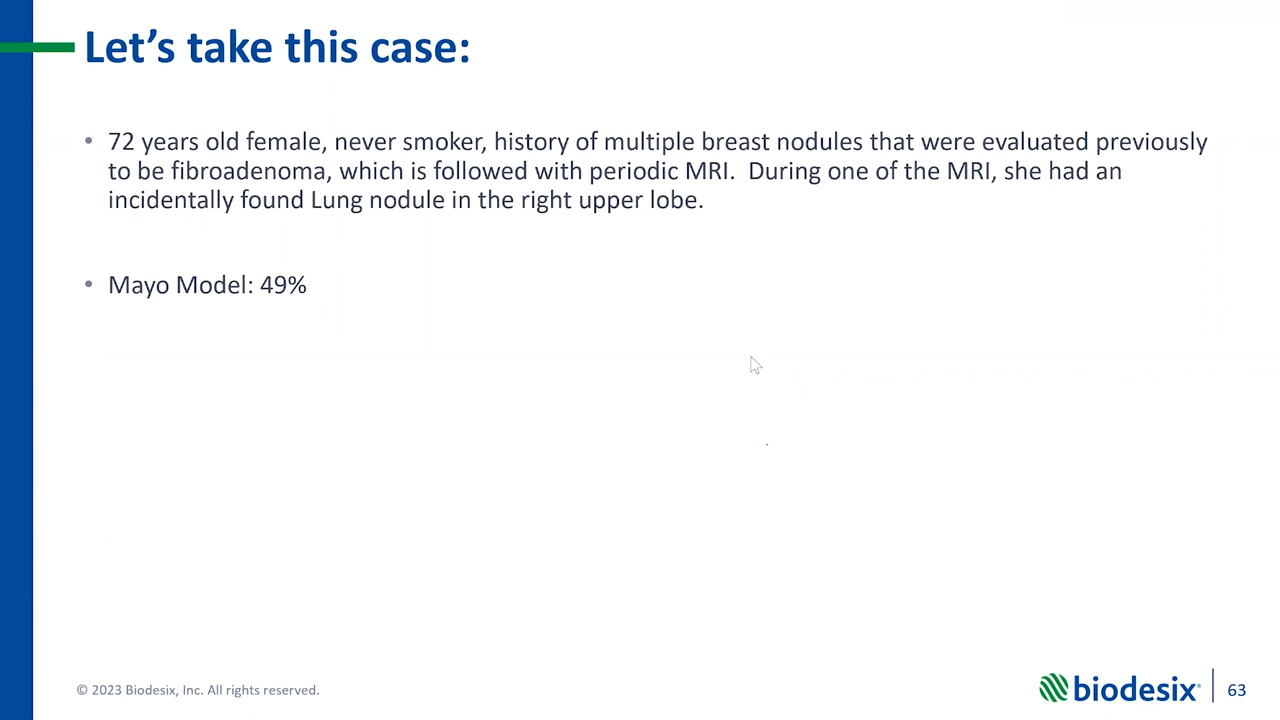 Let's take this case:
• 72 years old female, never smoker, history of multiple breast nodules that were evaluated previously
to be fibroadenoma, which is followed with periodic MRI.  During one of the MRI, she had an
incidentally found Lung nodule in the right upper lobe.
• Mayo Model: 49%
© 2023 Biodesix, Inc. All rights reserved.
biodesix
63